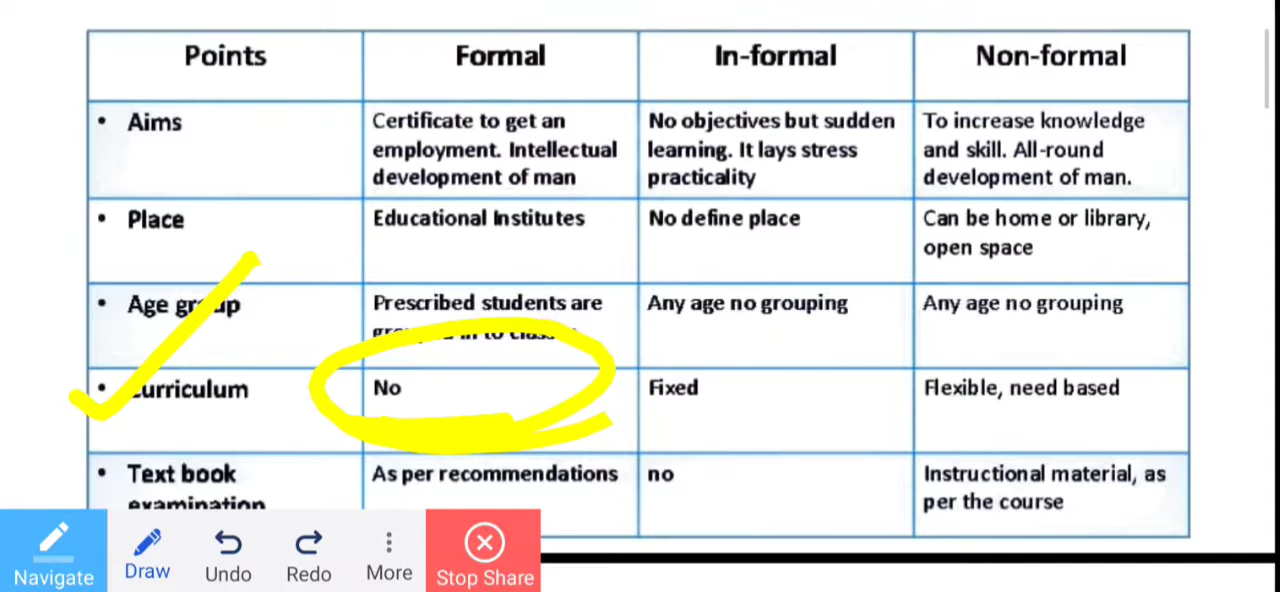 Points Formal In-formal Non-formal
• Aims Certificate to get an No objectives but sudden To increase knowledge
employment. Intellectual learning. It lays stress and skill. All-round
development of man practicality development of man.
• Place Educational Institutes No define place Can be home or library,
open space
• Age group Prescribed students are Any age no grouping Any age no grouping
grouped in to classes
• Curriculum No Fixed Flexible, need based
• Text book As per recommendations no Instructional material, as
examination per the course
Navigate Draw Undo Redo More Stop Share